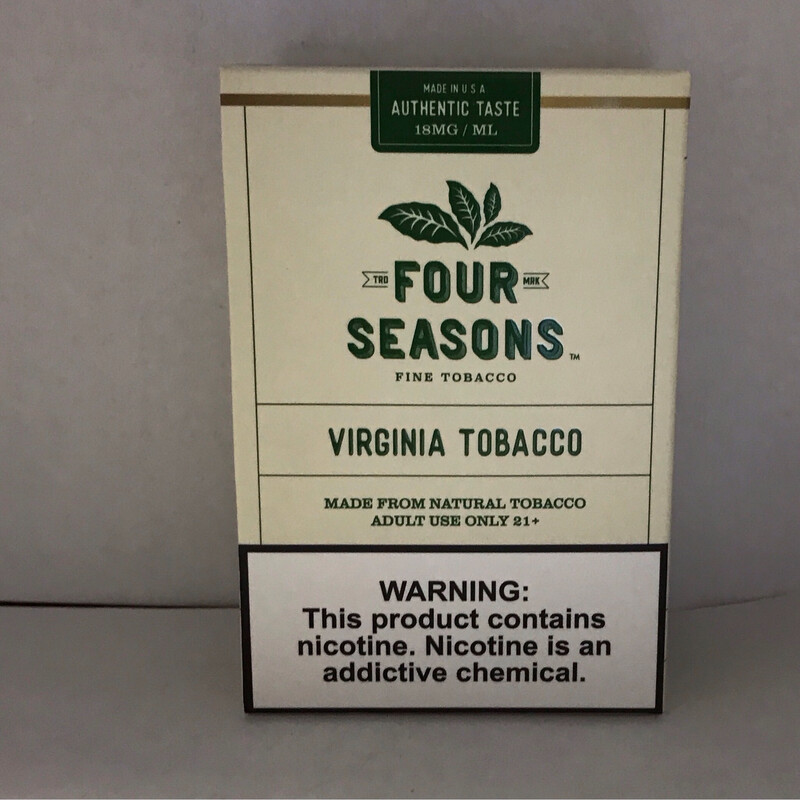 MADE IN U S A
AUTHENTIC TASTE
18MG / ML
TRD FOUR MRK
SEASONS TM
FINE TOBACCO
VIRGINIA TOBACCO
MADE FROM NATURAL TOBACCO
ADULT USE ONLY 21+
WARNING:
This product contains
nicotine. Nicotine is an
addictive chemical.